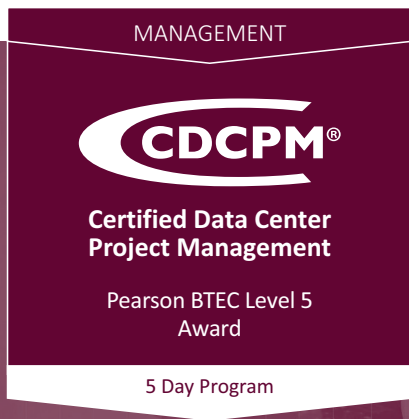 MANAGEMENT
CDCPM®
Certified Data Center
Project Management
Pearson BTEC Level 5
Award
5 Day Program